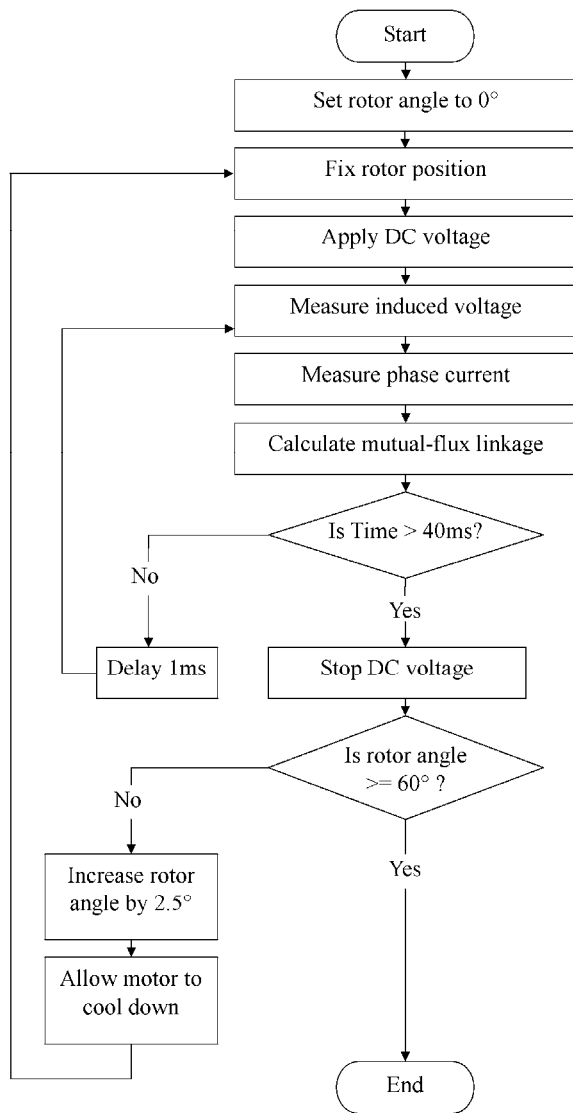 Start
Set rotor angle to 0°
Fix rotor position
Apply DC voltage
Measure induced voltage
Measure phase current
Calculate mutual-flux linkage
Is Time > 40ms?
No
Yes
Delay 1ms
Stop DC voltage
Is rotor angle
>= 60° ?
No
Yes
Increase rotor
angle by 2.5°
Allow motor to
cool down
End